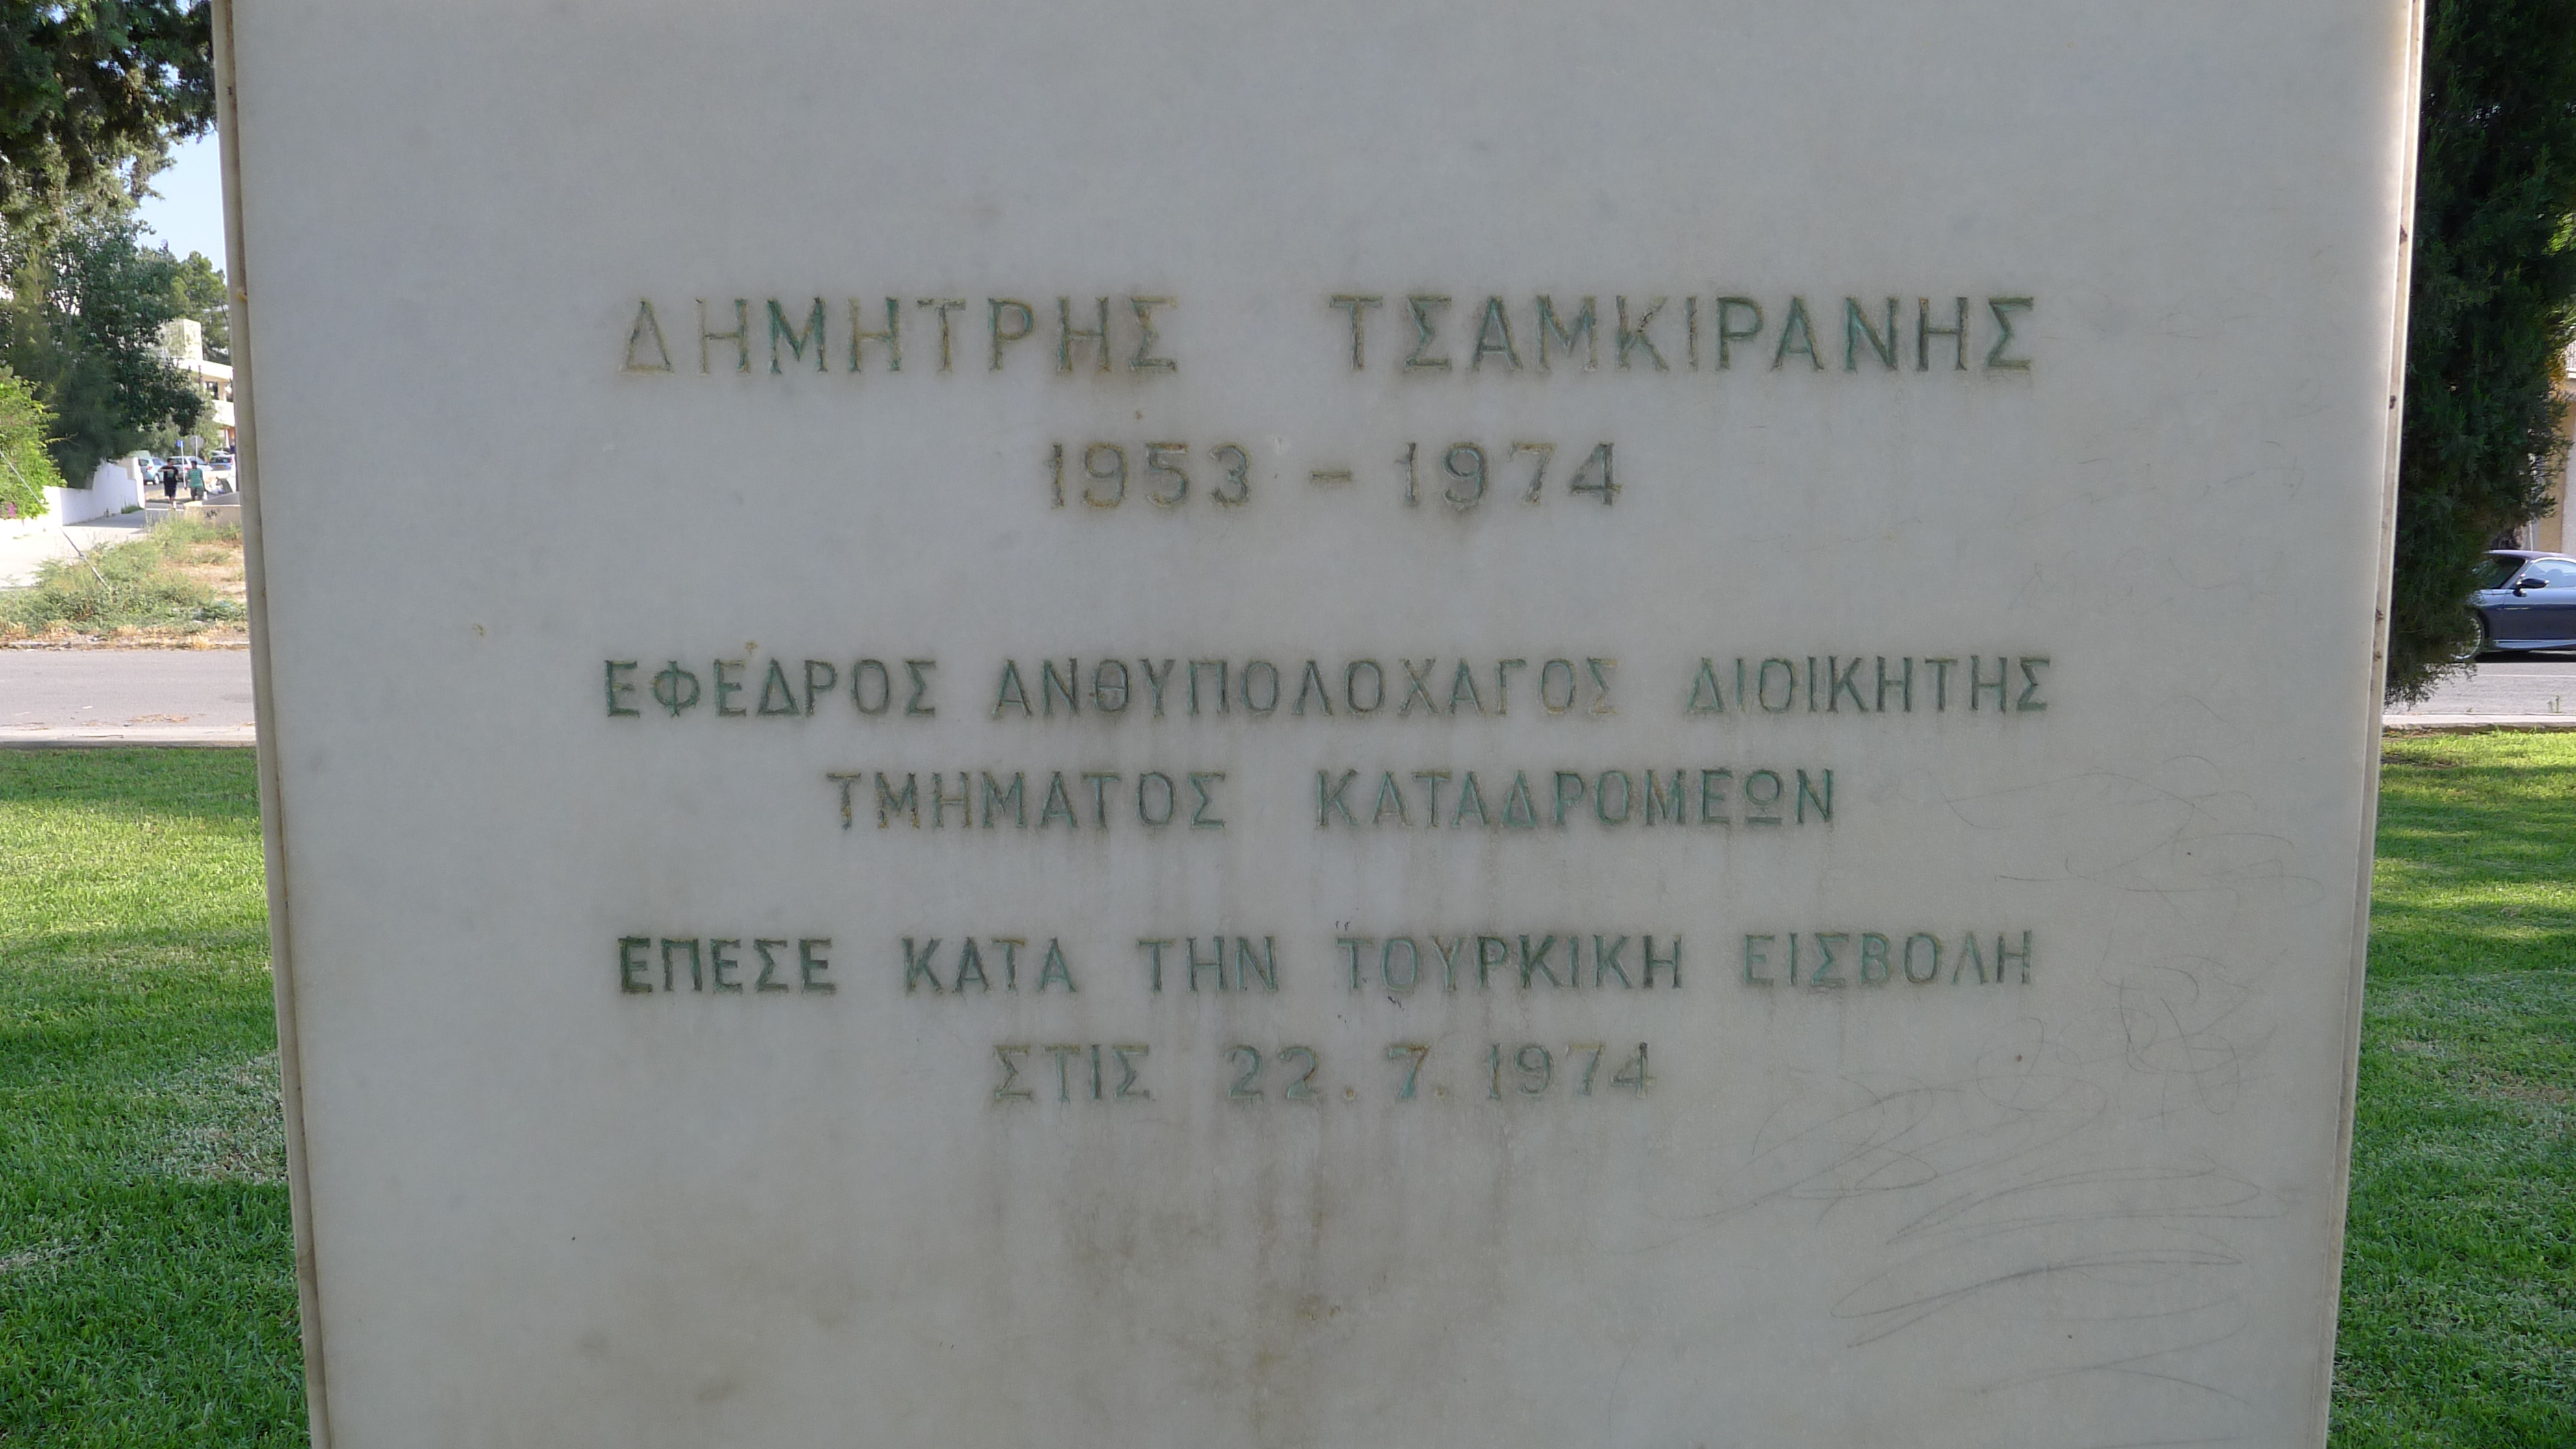 ΔΗΜΗΤΡΗΣ ΤΣΑΜΚΙΡΑΝΗΣ
1953 - 1974
ΕΦΕΔΡΟΣ ΑΝΘΥΠΟΛΟΧΑΓΟΣ ΔΙΟΙΚΗΤΗΣ
ΤΜΗΜΑΤΟΣ ΚΑΤΑΔΡΟΜΕΩΝ
ΕΠΕΣΕ ΚΑΤΑ ΤΗΝ ΤΟΥΡΚΙΚΗ ΕΙΣΒΟΛΗ
ΣΤΙΣ 22.7.1974